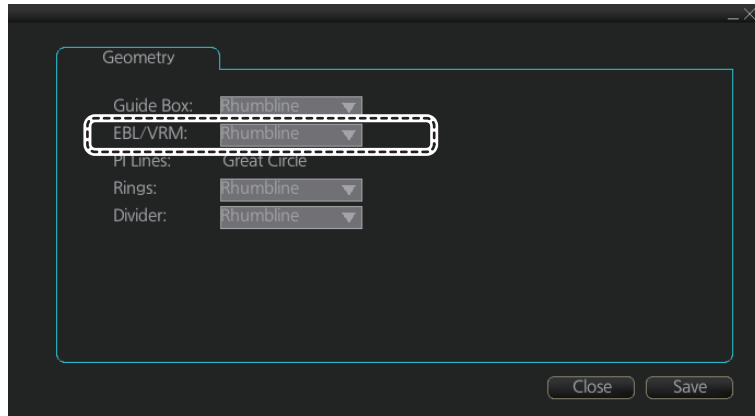 Geometry
Guide Box: Rhumbline
EBL/VRM: Rhumbline
PI Lines: Great Circle
Rings: Rhumbline
Divider: Rhumbline
Close Save